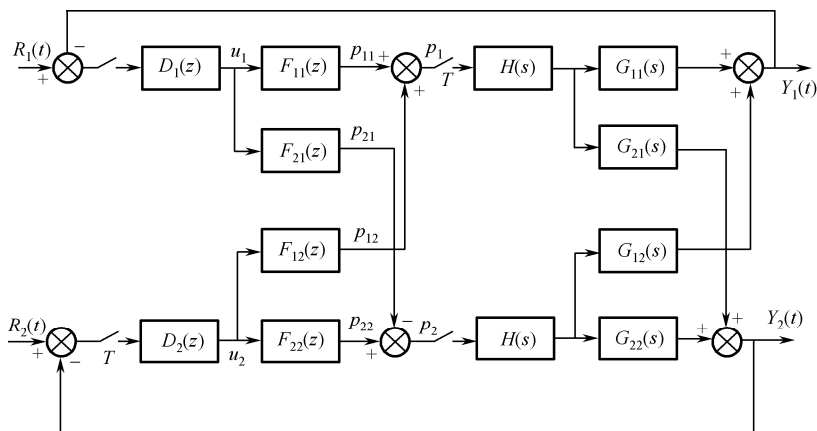 R₁(t) − + D₁(z) u₁ F₁₁(z) p₁₁ + + p₁ T H(s) G₁₁(s) + + Y₁(t)
F₂₁(z) p₂₁ G₂₁(s)
F₁₂(z) p₁₂ G₁₂(s)
R₂(t) + − T D₂(z) u₂ F₂₂(z) p₂₂ − + p₂ H(s) G₂₂(s) + + Y₂(t)